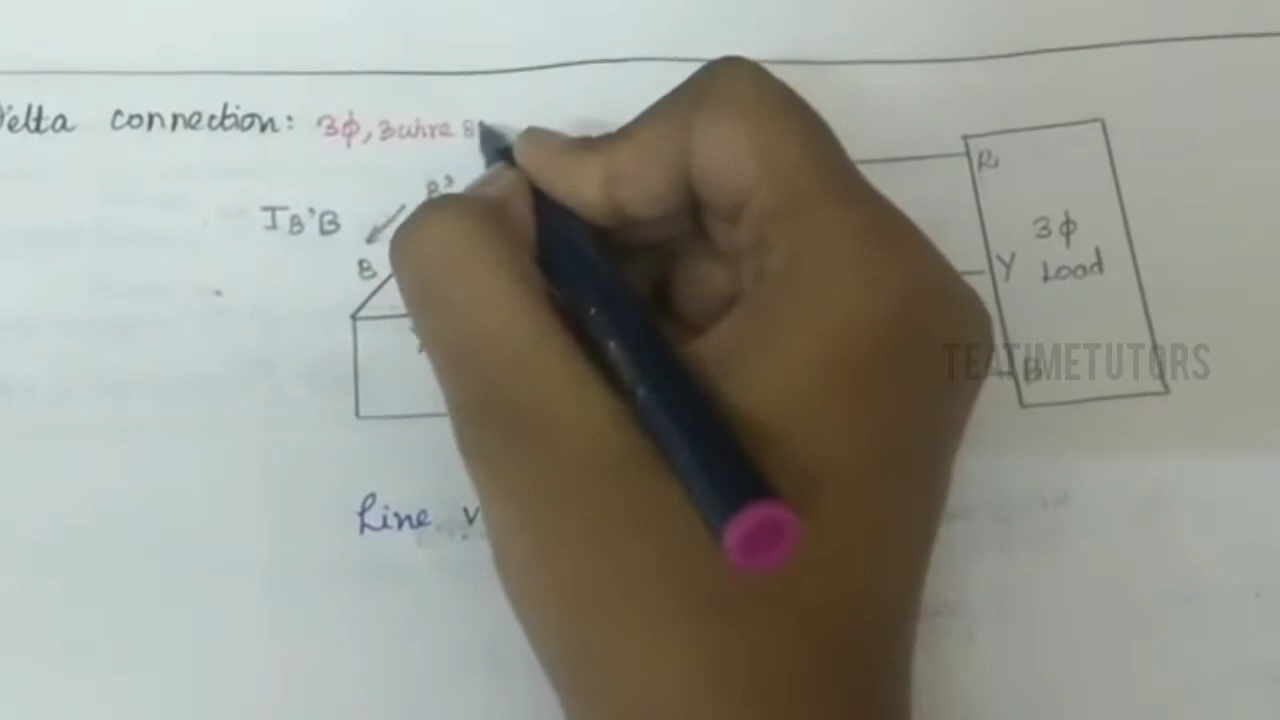 Delta connection: 3ϕ, 3wire s
B'
R
IB'B
3ϕ
B
Y
Load
TEATIMETUTORS
B
Line v